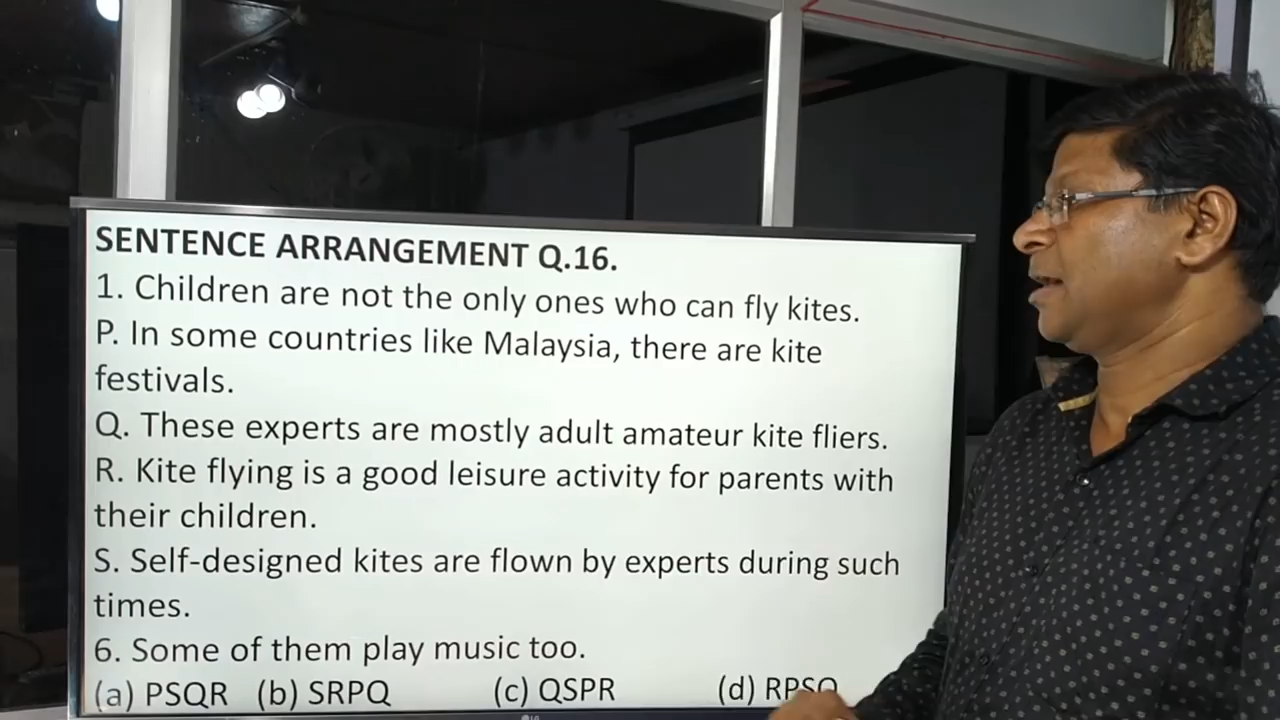 SENTENCE ARRANGEMENT Q.16.
1. Children are not the only ones who can fly kites.
P. In some countries like Malaysia, there are kite
festivals.
Q. These experts are mostly adult amateur kite fliers.
R. Kite flying is a good leisure activity for parents with
their children.
S. Self-designed kites are flown by experts during such
times.
6. Some of them play music too.
(a) PSQR (b) SRPQ (c) QSPR (d) RPSQ
LG